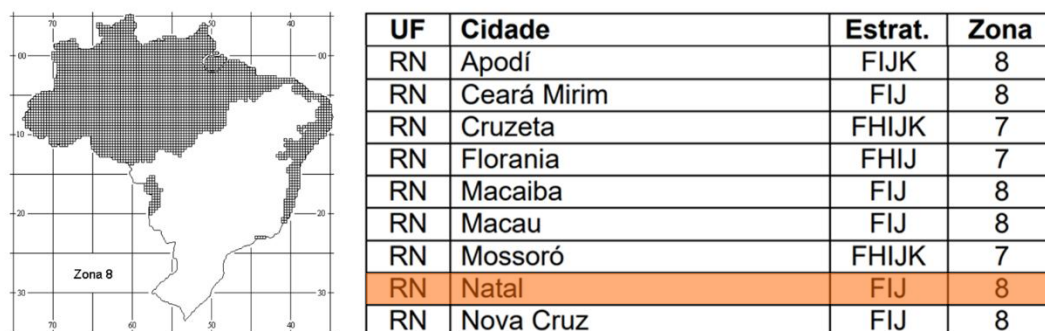 70 60 50 40
00 00
10 10
20 20
Zona 8
30 30
70 60 50 40
UF Cidade Estrat. Zona
RN Apodí FIJK 8
RN Ceará Mirim FIJ 8
RN Cruzeta FHIJK 7
RN Florania FHIJ 7
RN Macaiba FIJ 8
RN Macau FIJ 8
RN Mossoró FHIJK 7
RN Natal FIJ 8
RN Nova Cruz FIJ 8